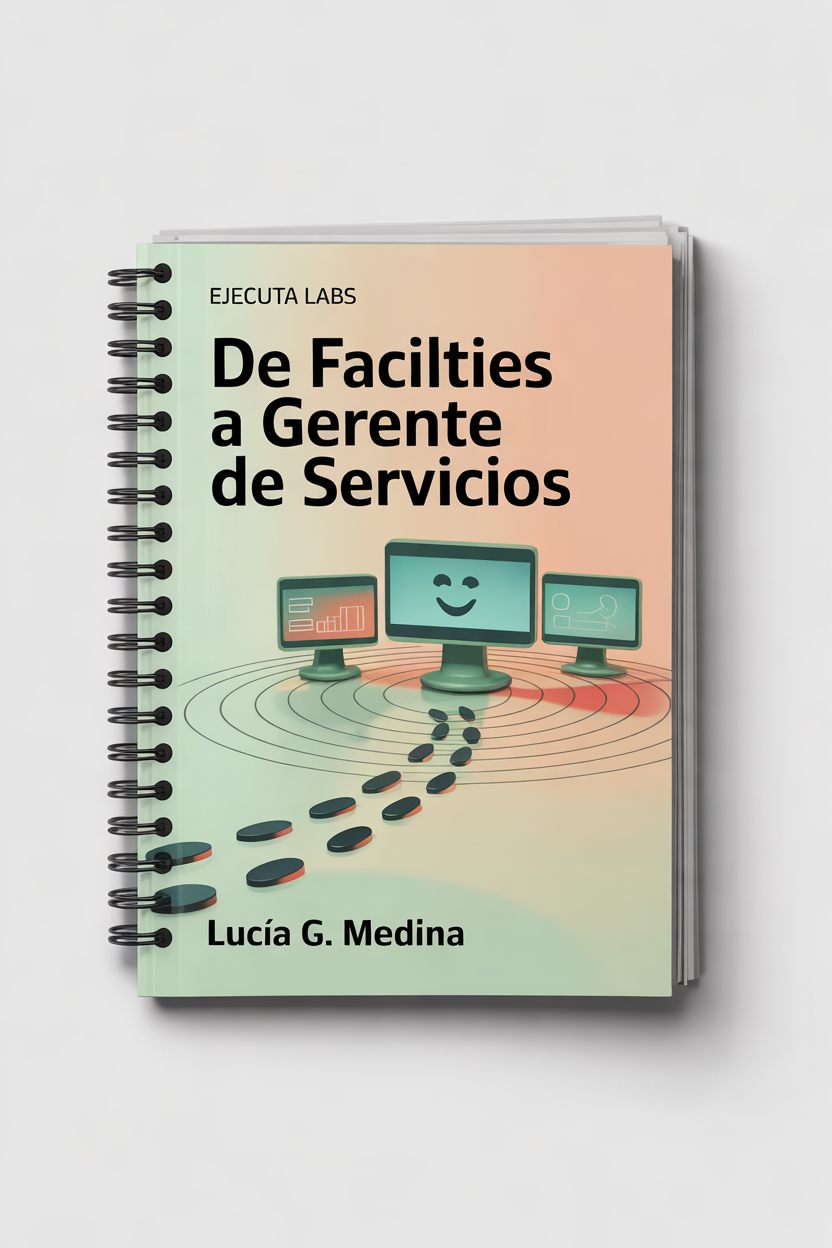 EJECUTA LABS
De Facilties
a Gerente
de Servicios
Lucía G. Medina